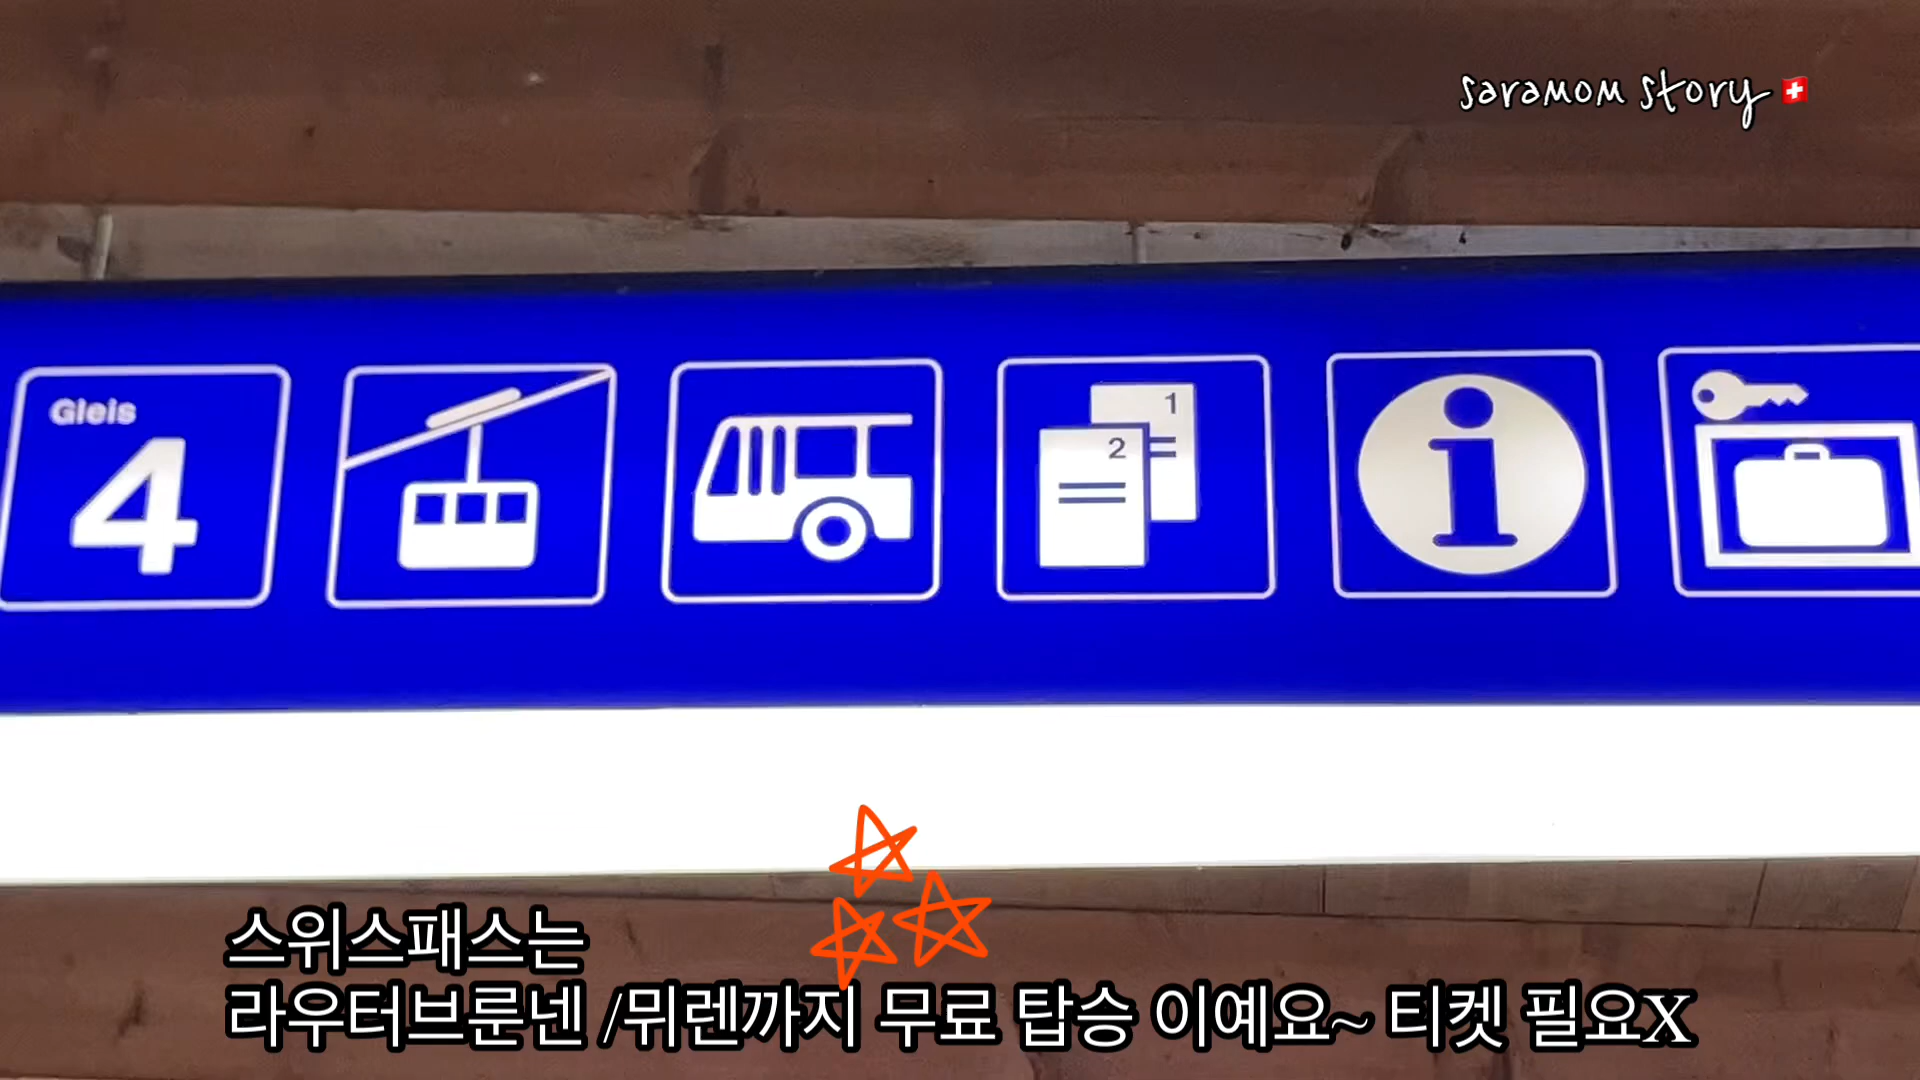 saramom story
Gleis
4
1
2
i
스위스패스는
라우터브룬넨 /뮈렌까지 무료 탑승 이예요~ 티켓 필요X